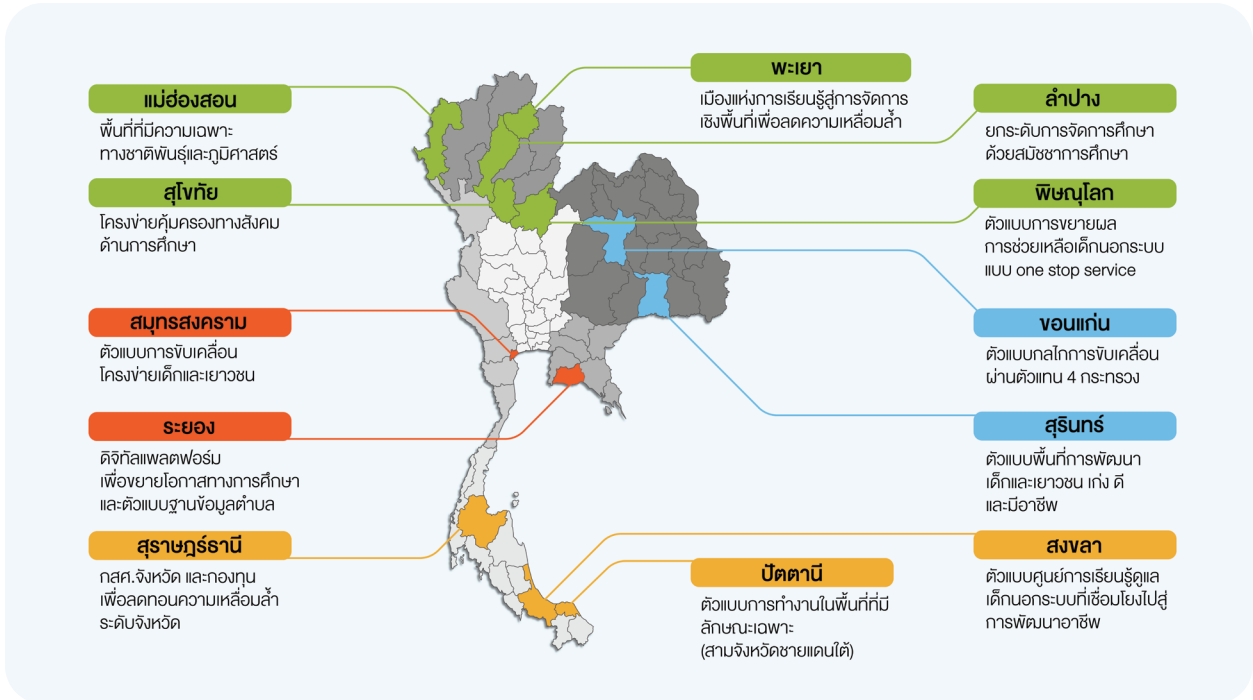 แม่ฮ่องสอน
พื้นที่ที่มีความเฉพาะ
ทางชาติพันธุ์และภูมิศาสตร์
สุโขทัย
โครงข่ายคุ้มครองทางสังคม
ด้านการศึกษา
สมุทรสงคราม
ตัวแบบการขับเคลื่อน
โครงข่ายเด็กและเยาวชน
ระยอง
ดิจิทัลแพลตฟอร์ม
เพื่อขยายโอกาสทางการศึกษา
และตัวแบบฐานข้อมูลตำบล
สุราษฎร์ธานี
กสศ.จังหวัด และกองทุน
เพื่อลดทอนความเหลื่อมล้ำ
ระดับจังหวัด
พะเยา
เมืองแห่งการเรียนรู้สู่การจัดการ
เชิงพื้นที่เพื่อลดความเหลื่อมล้ำ
ลำปาง
ยกระดับการจัดการศึกษา
ด้วยสมัชชาการศึกษา
พิษณุโลก
ตัวแบบการขยายผล
การช่วยเหลือเด็กนอกระบบ
แบบ one stop service
ขอนแก่น
ตัวแบบกลไกการขับเคลื่อน
ผ่านตัวแทน 4 กระทรวง
สุรินทร์
ตัวแบบพื้นที่การพัฒนา
เด็กและเยาวชน เก่ง ดี
และมีอาชีพ
สงขลา
ตัวแบบศูนย์การเรียนรู้ดูแล
เด็กนอกระบบที่เชื่อมโยงไปสู่
การพัฒนาอาชีพ
ปัตตานี
ตัวแบบการทำงานในพื้นที่ที่มี
ลักษณะเฉพาะ
(สามจังหวัดชายแดนใต้)